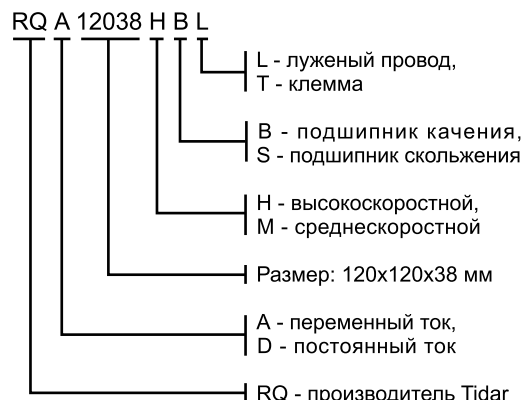 RQ A 12038 H B L
L - луженый провод,
T - клемма
B - подшипник качения,
S - подшипник скольжения
H - высокоскоростной,
M - среднескоростной
Размер: 120х120х38 мм
A - переменный ток,
D - постоянный ток
RQ - производитель Tidar